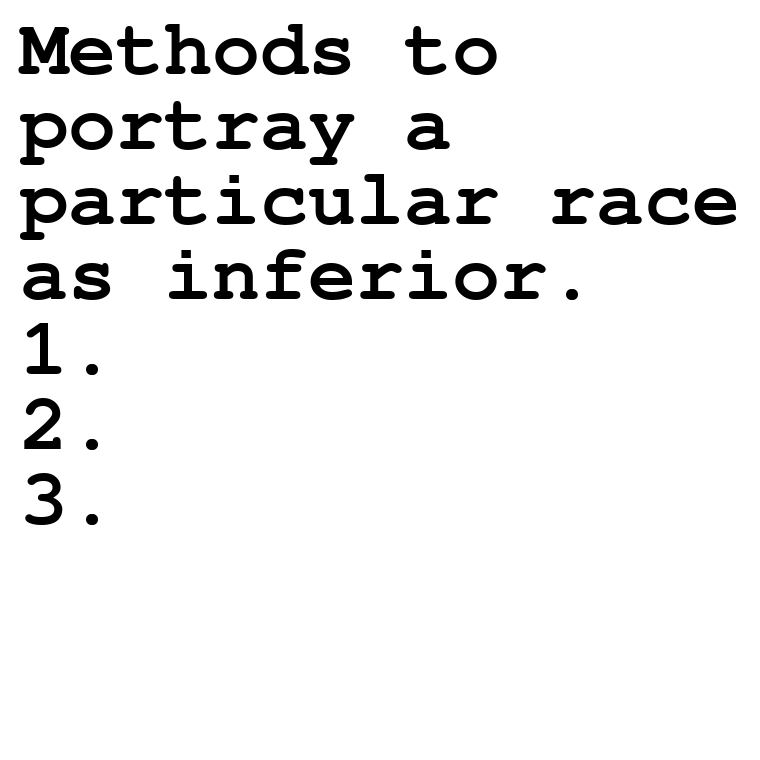 Methods to
portray a
particular race
as inferior.
1.
2.
3.